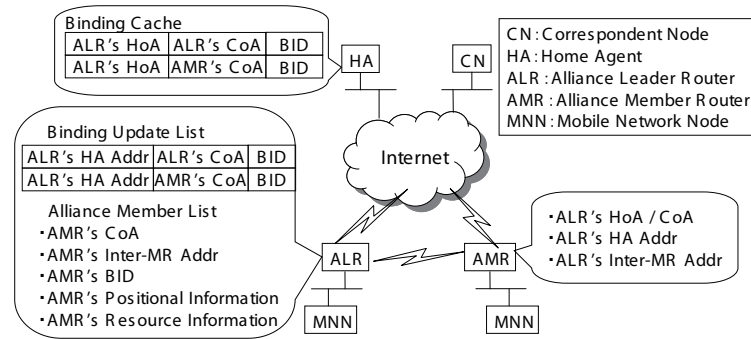 Binding Cache
ALR's HoA ALR's CoA BID
ALR's HoA AMR's CoA BID
HA
CN
CN : Correspondent Node
HA : Home Agent
ALR : Alliance Leader Router
AMR : Alliance Member Router
MNN : Mobile Network Node
Binding Update List
ALR's HA Addr ALR's CoA BID
ALR's HA Addr AMR's CoA BID
Alliance Member List
・AMR's CoA
・AMR's Inter-MR Addr
・AMR's BID
・AMR's Positional Information
・AMR's Resource Information
Internet
ALR
AMR
・ALR's HoA / CoA
・ALR's HA Addr
・ALR's Inter-MR Addr
MNN
MNN